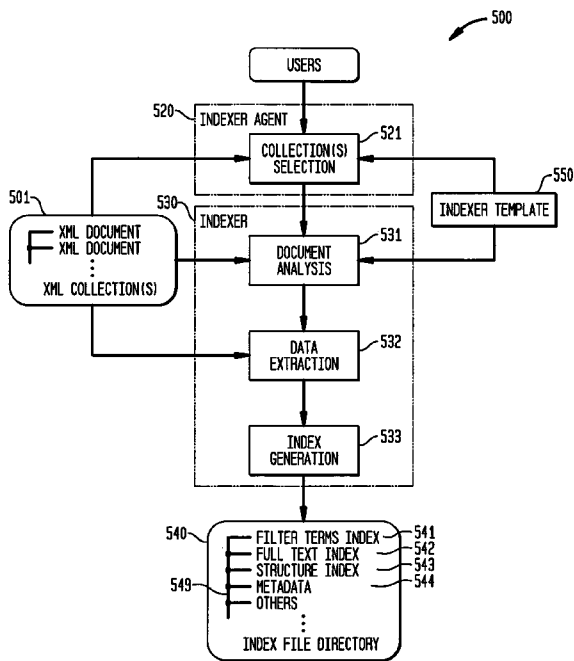 500
USERS
520
INDEXER AGENT
521
COLLECTION(S)
SELECTION
501
530
550
XML DOCUMENT
XML DOCUMENT
XML COLLECTION(S)
INDEXER
INDEXER TEMPLATE
531
DOCUMENT
ANALYSIS
532
DATA
EXTRACTION
533
INDEX
GENERATION
540
FILTER TERMS INDEX 541
FULL TEXT INDEX 542
STRUCTURE INDEX 543
549
METADATA 544
OTHERS
INDEX FILE DIRECTORY